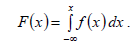 F(x) = ∫_{-∞}^{x} f(x) dx .